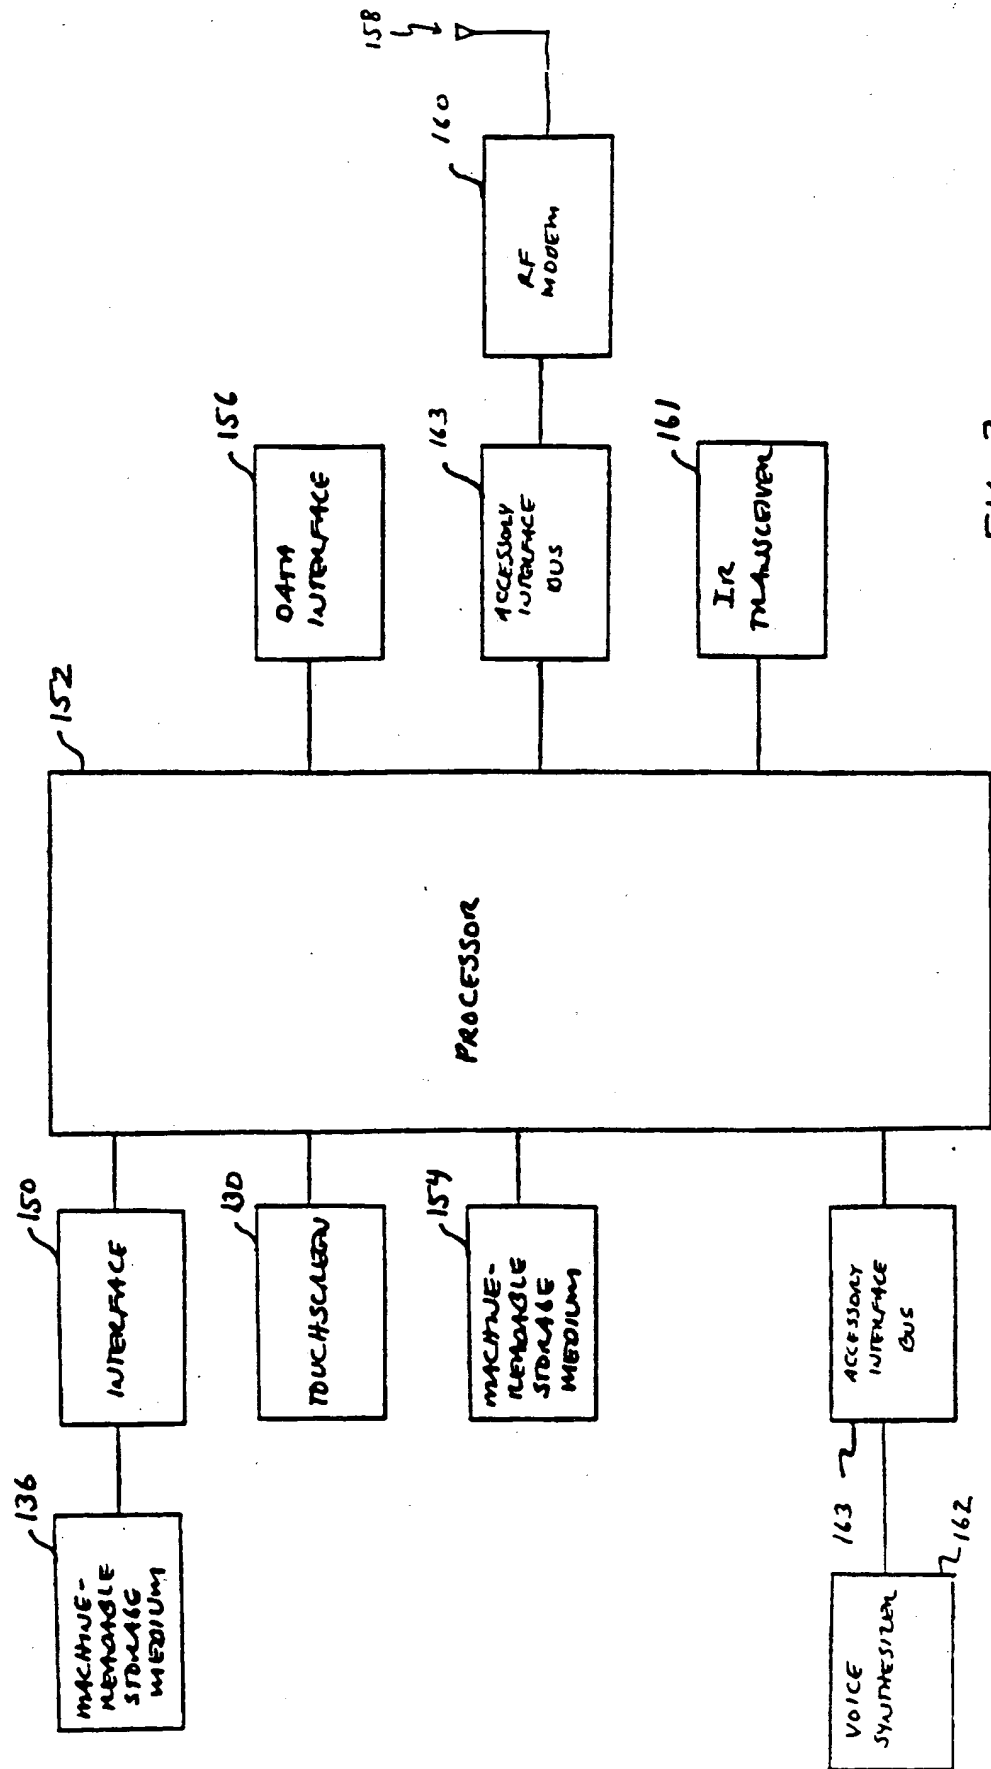 136
MACHINE-
READABLE
STORAGE
MEDIUM
150
INTERFACE
130
TOUCHSCREEN
154
MACHINE-
READABLE
STORAGE
MEDIUM
163
ACCESSORY
INTERFACE
BUS
162
VOICE
SYNTHESIZER
152
PROCESSOR
156
DATA
INTERFACE
163
ACCESSORY
INTERFACE
BUS
161
IR
TRANSCEIVER
160
RF
MODEM
158